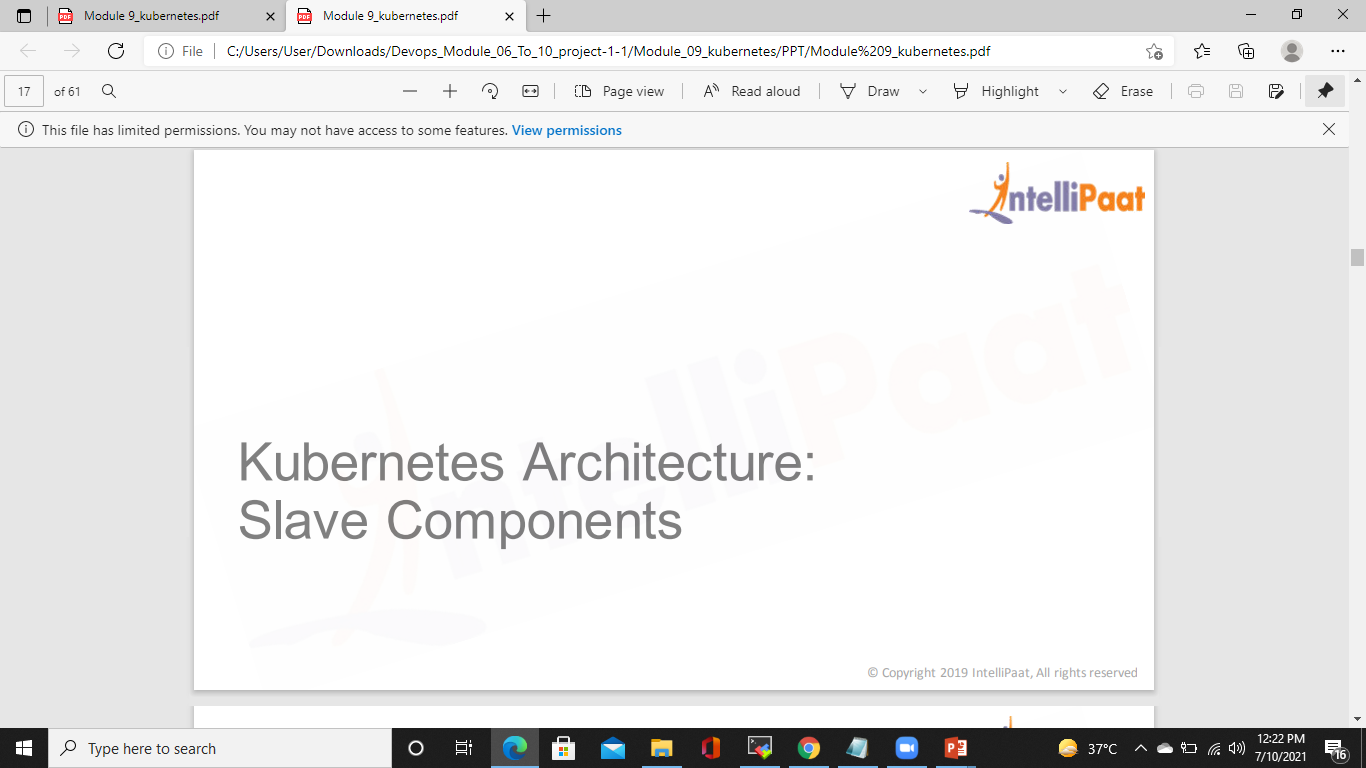 Module 9_kubernetes.pdf
Module 9_kubernetes.pdf
File
C:/Users/User/Downloads/Devops_Module_06_To_10_project-1-1/Module_09_kubernetes/PPT/Module%209_kubernetes.pdf
17 of 61
Page view
Read aloud
Draw
Highlight
Erase
This file has limited permissions. You may not have access to some features. View permissions
IntelliPaat
IntelliPaat
Kubernetes Architecture:
Slave Components
© Copyright 2019 IntelliPaat, All rights reserved
Type here to search
37°C
12:22 PM
7/10/2021
16